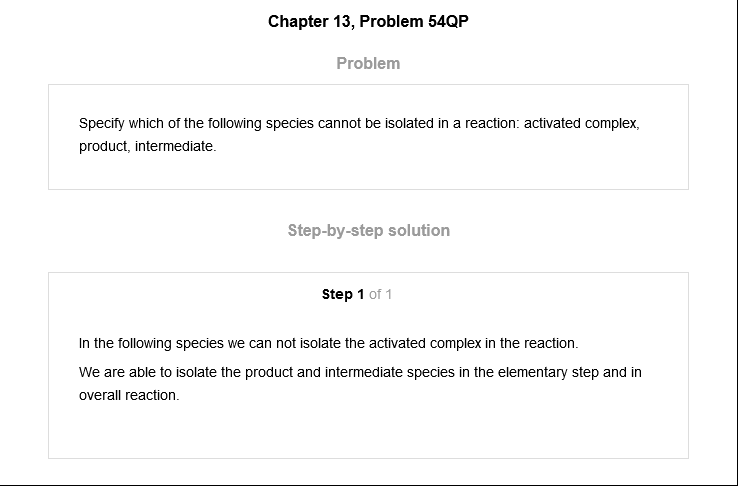 Chapter 13, Problem 54QP
Problem
Specify which of the following species cannot be isolated in a reaction: activated complex,
product, intermediate.
Step-by-step solution
Step 1 of 1
In the following species we can not isolate the activated complex in the reaction.
We are able to isolate the product and intermediate species in the elementary step and in
overall reaction.